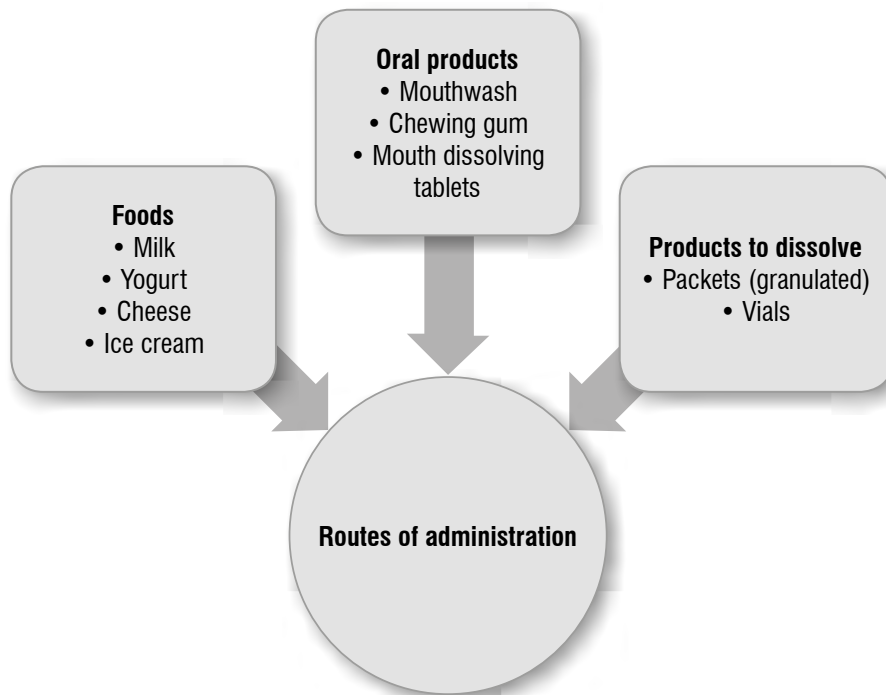 Oral products
• Mouthwash
• Chewing gum
• Mouth dissolving
tablets
Foods
• Milk
• Yogurt
• Cheese
• Ice cream
Products to dissolve
• Packets (granulated)
• Vials
Routes of administration